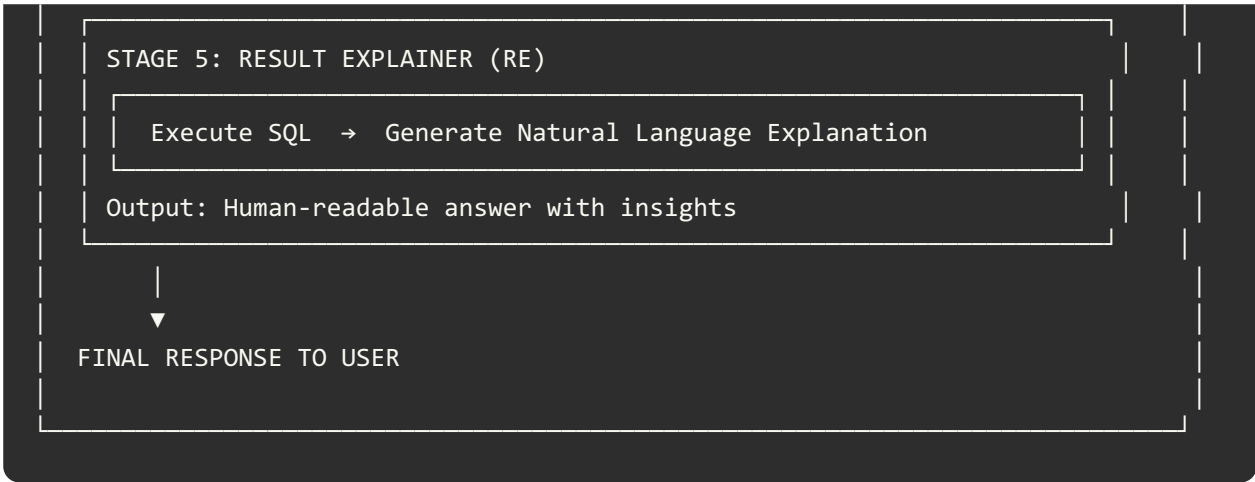 STAGE 5: RESULT EXPLAINER (RE)
Execute SQL → Generate Natural Language Explanation
Output: Human-readable answer with insights
▼
FINAL RESPONSE TO USER